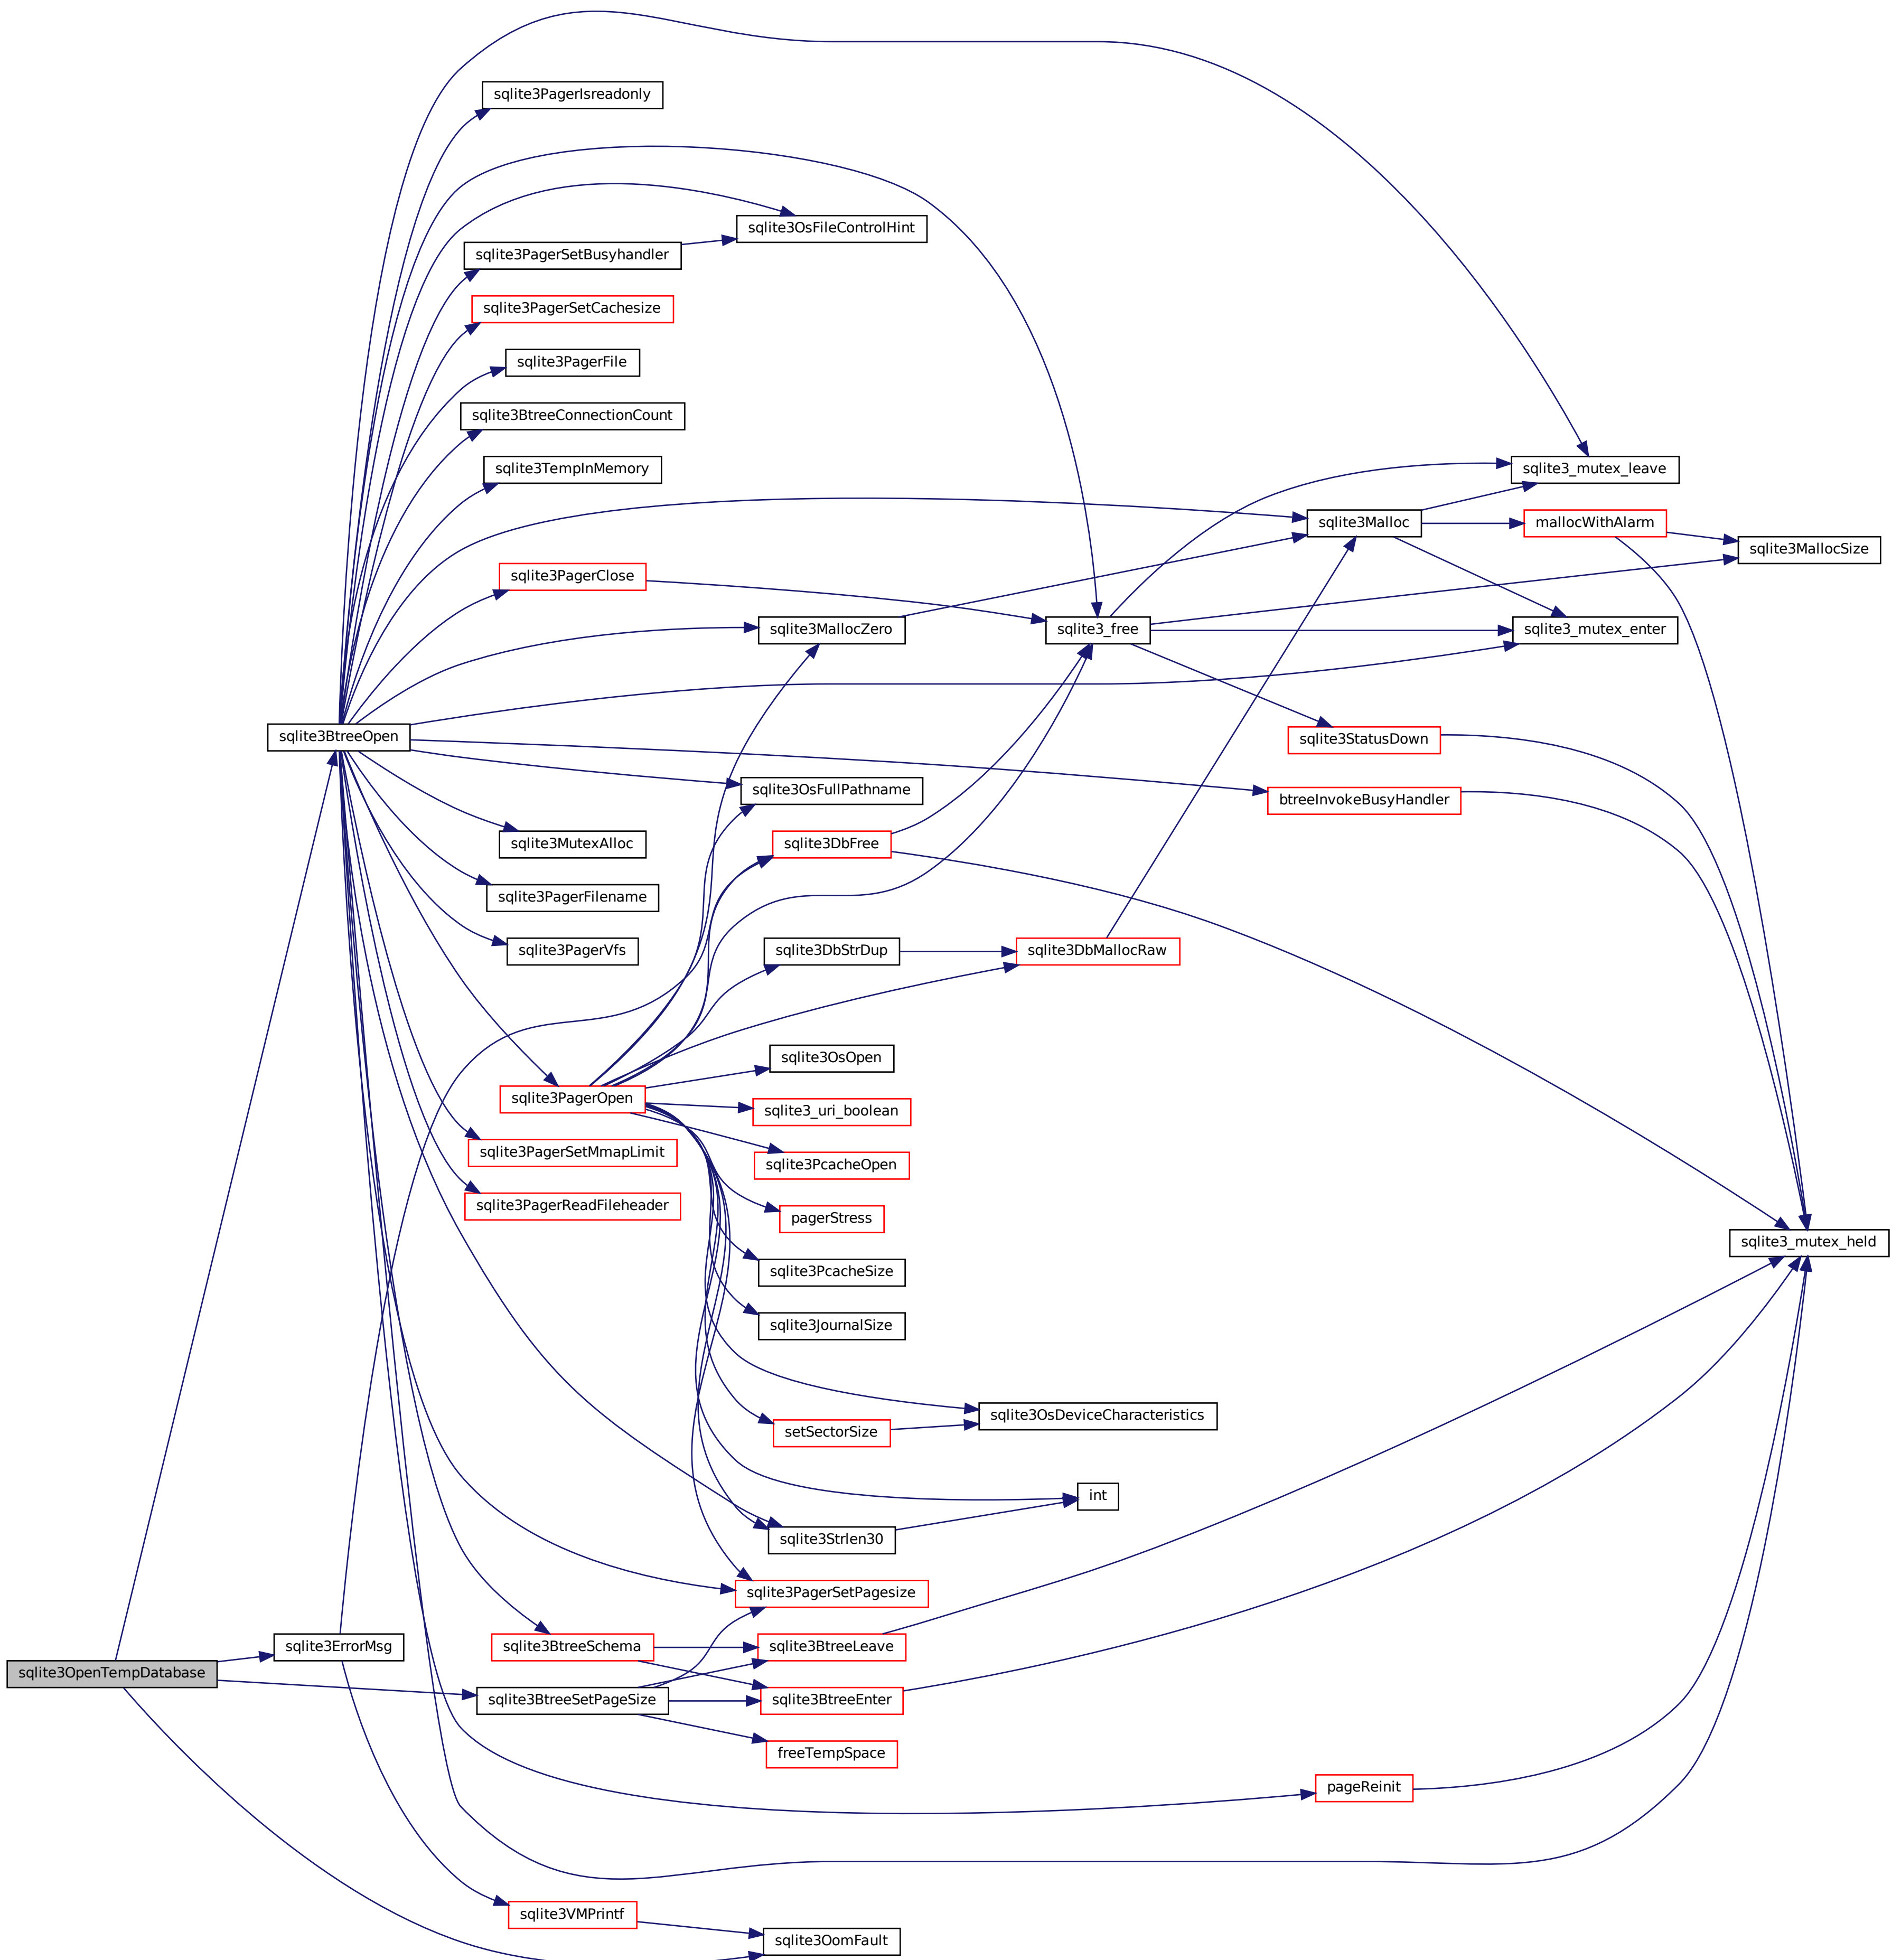 sqlite3PagerIsreadonly
sqlite3OsFileControlHint
sqlite3PagerSetBusyhandler
sqlite3PagerSetCachesize
sqlite3PagerFile
sqlite3BtreeConnectionCount
sqlite3TempInMemory
sqlite3_mutex_leave
sqlite3Malloc
mallocWithAlarm
sqlite3MallocSize
sqlite3PagerClose
sqlite3MallocZero
sqlite3_free
sqlite3_mutex_enter
sqlite3BtreeOpen
sqlite3StatusDown
sqlite3OsFullPathname
btreeInvokeBusyHandler
sqlite3MutexAlloc
sqlite3DbFree
sqlite3PagerFilename
sqlite3PagerVfs
sqlite3DbStrDup
sqlite3DbMallocRaw
sqlite3OsOpen
sqlite3PagerOpen
sqlite3_uri_boolean
sqlite3PagerSetMmapLimit
sqlite3PcacheOpen
sqlite3PagerReadFileheader
pagerStress
sqlite3_mutex_held
sqlite3PcacheSize
sqlite3JournalSize
sqlite3OsDeviceCharacteristics
setSectorSize
int
sqlite3Strlen30
sqlite3PagerSetPagesize
sqlite3ErrorMsg
sqlite3BtreeSchema
sqlite3BtreeLeave
sqlite3OpenTempDatabase
sqlite3BtreeSetPageSize
sqlite3BtreeEnter
freeTempSpace
pageReinit
sqlite3VMPrintf
sqlite3OomFault